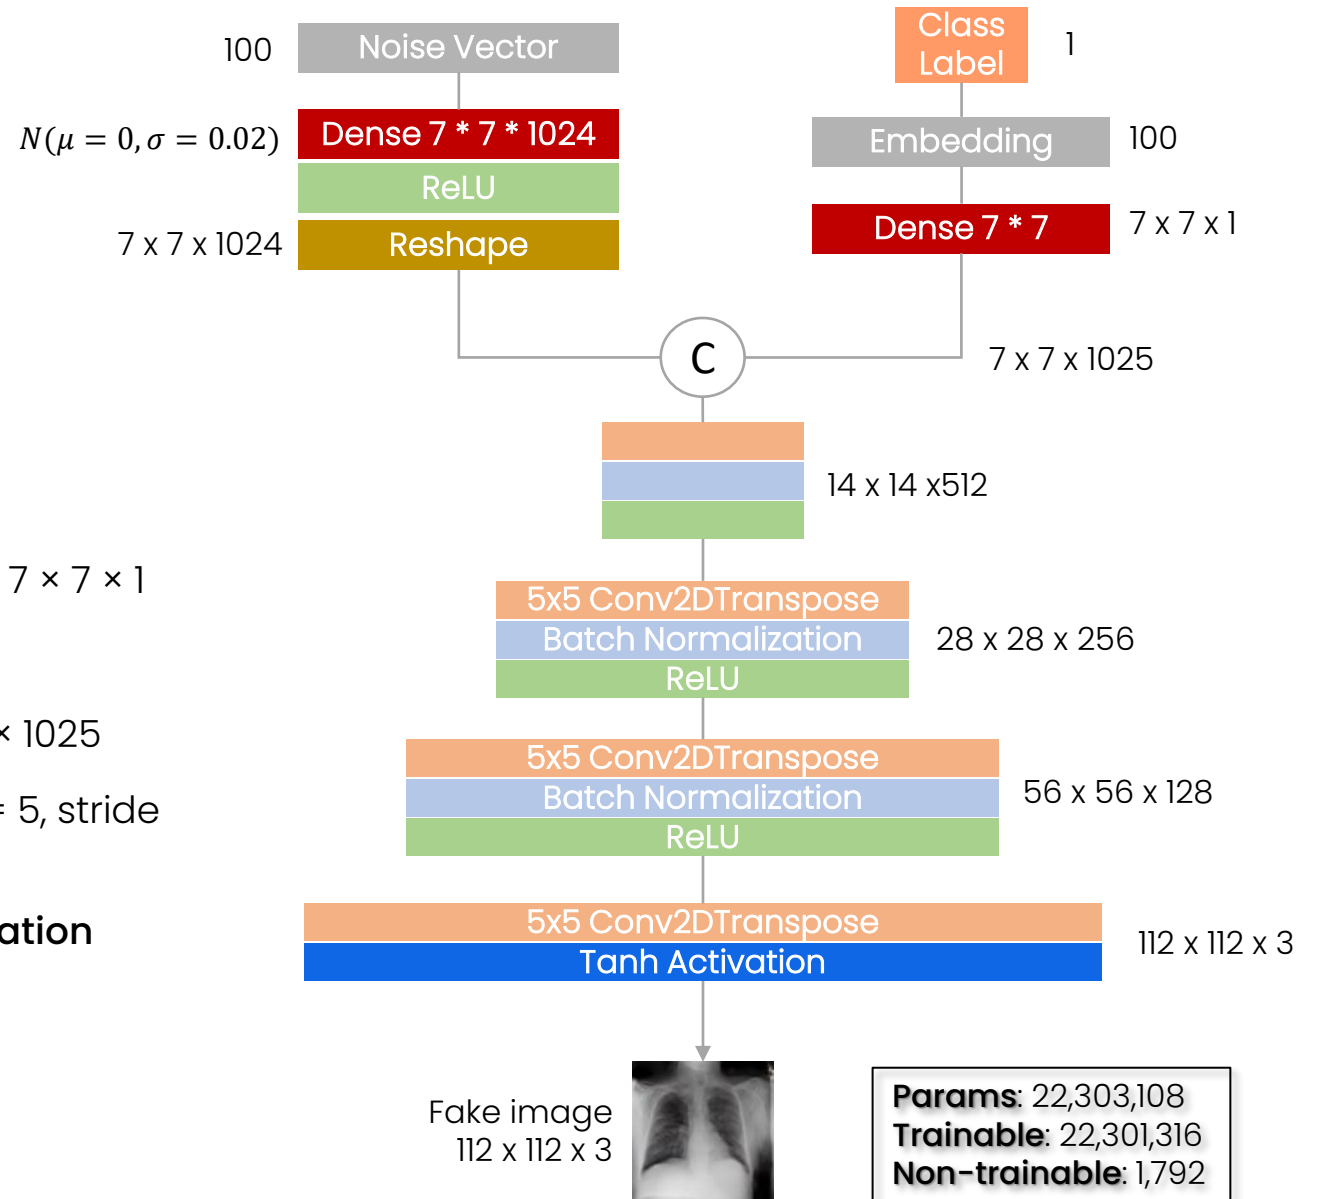 100
Noise Vector
Class
Label
1
N(μ = 0, σ = 0.02)
Dense 7 * 7 * 1024
Embedding
100
ReLU
7 x 7 x 1024
Reshape
Dense 7 * 7
7 x 7 x 1
C
7 x 7 x 1025
14 x 14 x512
7 × 7 × 1
5x5 Conv2DTranspose
Batch Normalization
ReLU
28 x 28 x 256
× 1025
5x5 Conv2DTranspose
Batch Normalization
ReLU
56 x 56 x 128
= 5, stride
ation
5x5 Conv2DTranspose
Tanh Activation
112 x 112 x 3
Fake image
112 x 112 x 3
Params: 22,303,108
Trainable: 22,301,316
Non-trainable: 1,792